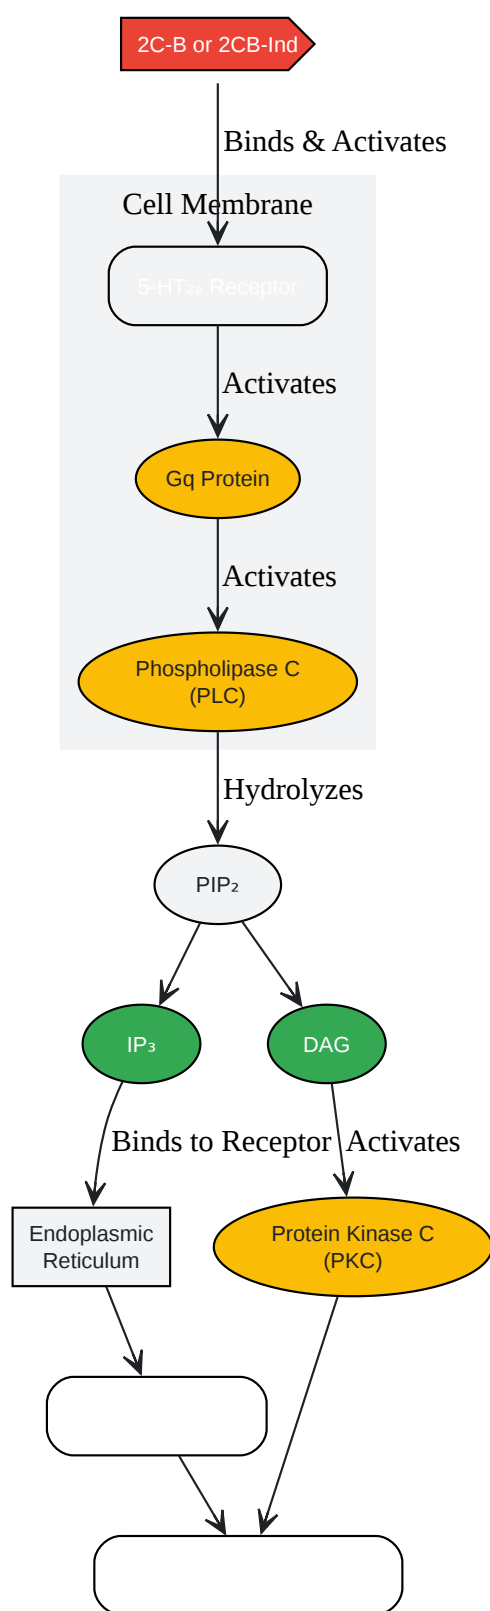 2C-B or 2CB-Ind
Binds & Activates
Cell Membrane
5-HT₂ₐ Receptor
Activates
Gq Protein
Activates
Phospholipase C
(PLC)
Hydrolyzes
PIP₂
IP₃
DAG
Binds to Receptor
Activates
Endoplasmic
Reticulum
Protein Kinase C
(PKC)